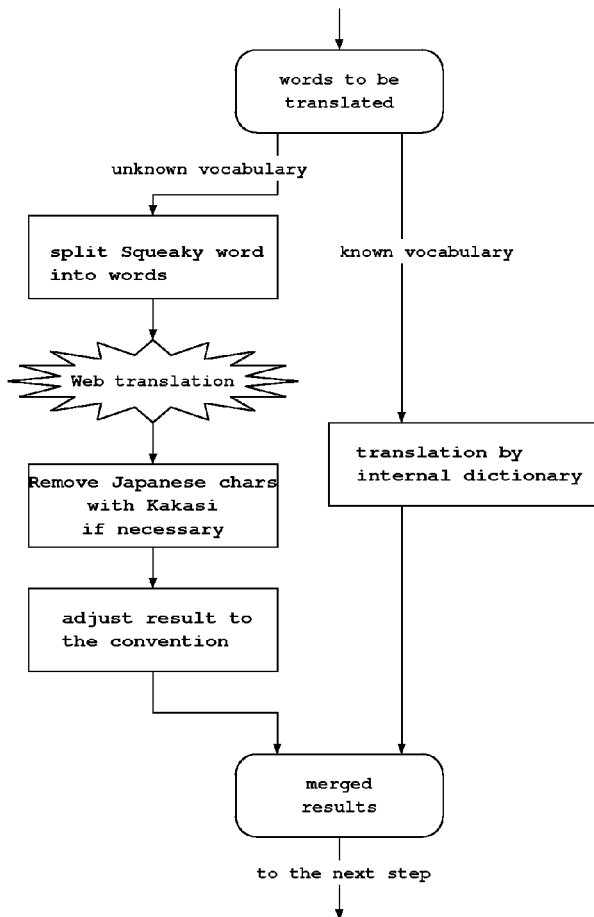 words to be
translated
unknown vocabulary
split Squeaky word
into words
known vocabulary
Web translation
Remove Japanese chars
with Kakasi
if necessary
translation by
internal dictionary
adjust result to
the convention
merged
results
to the next step